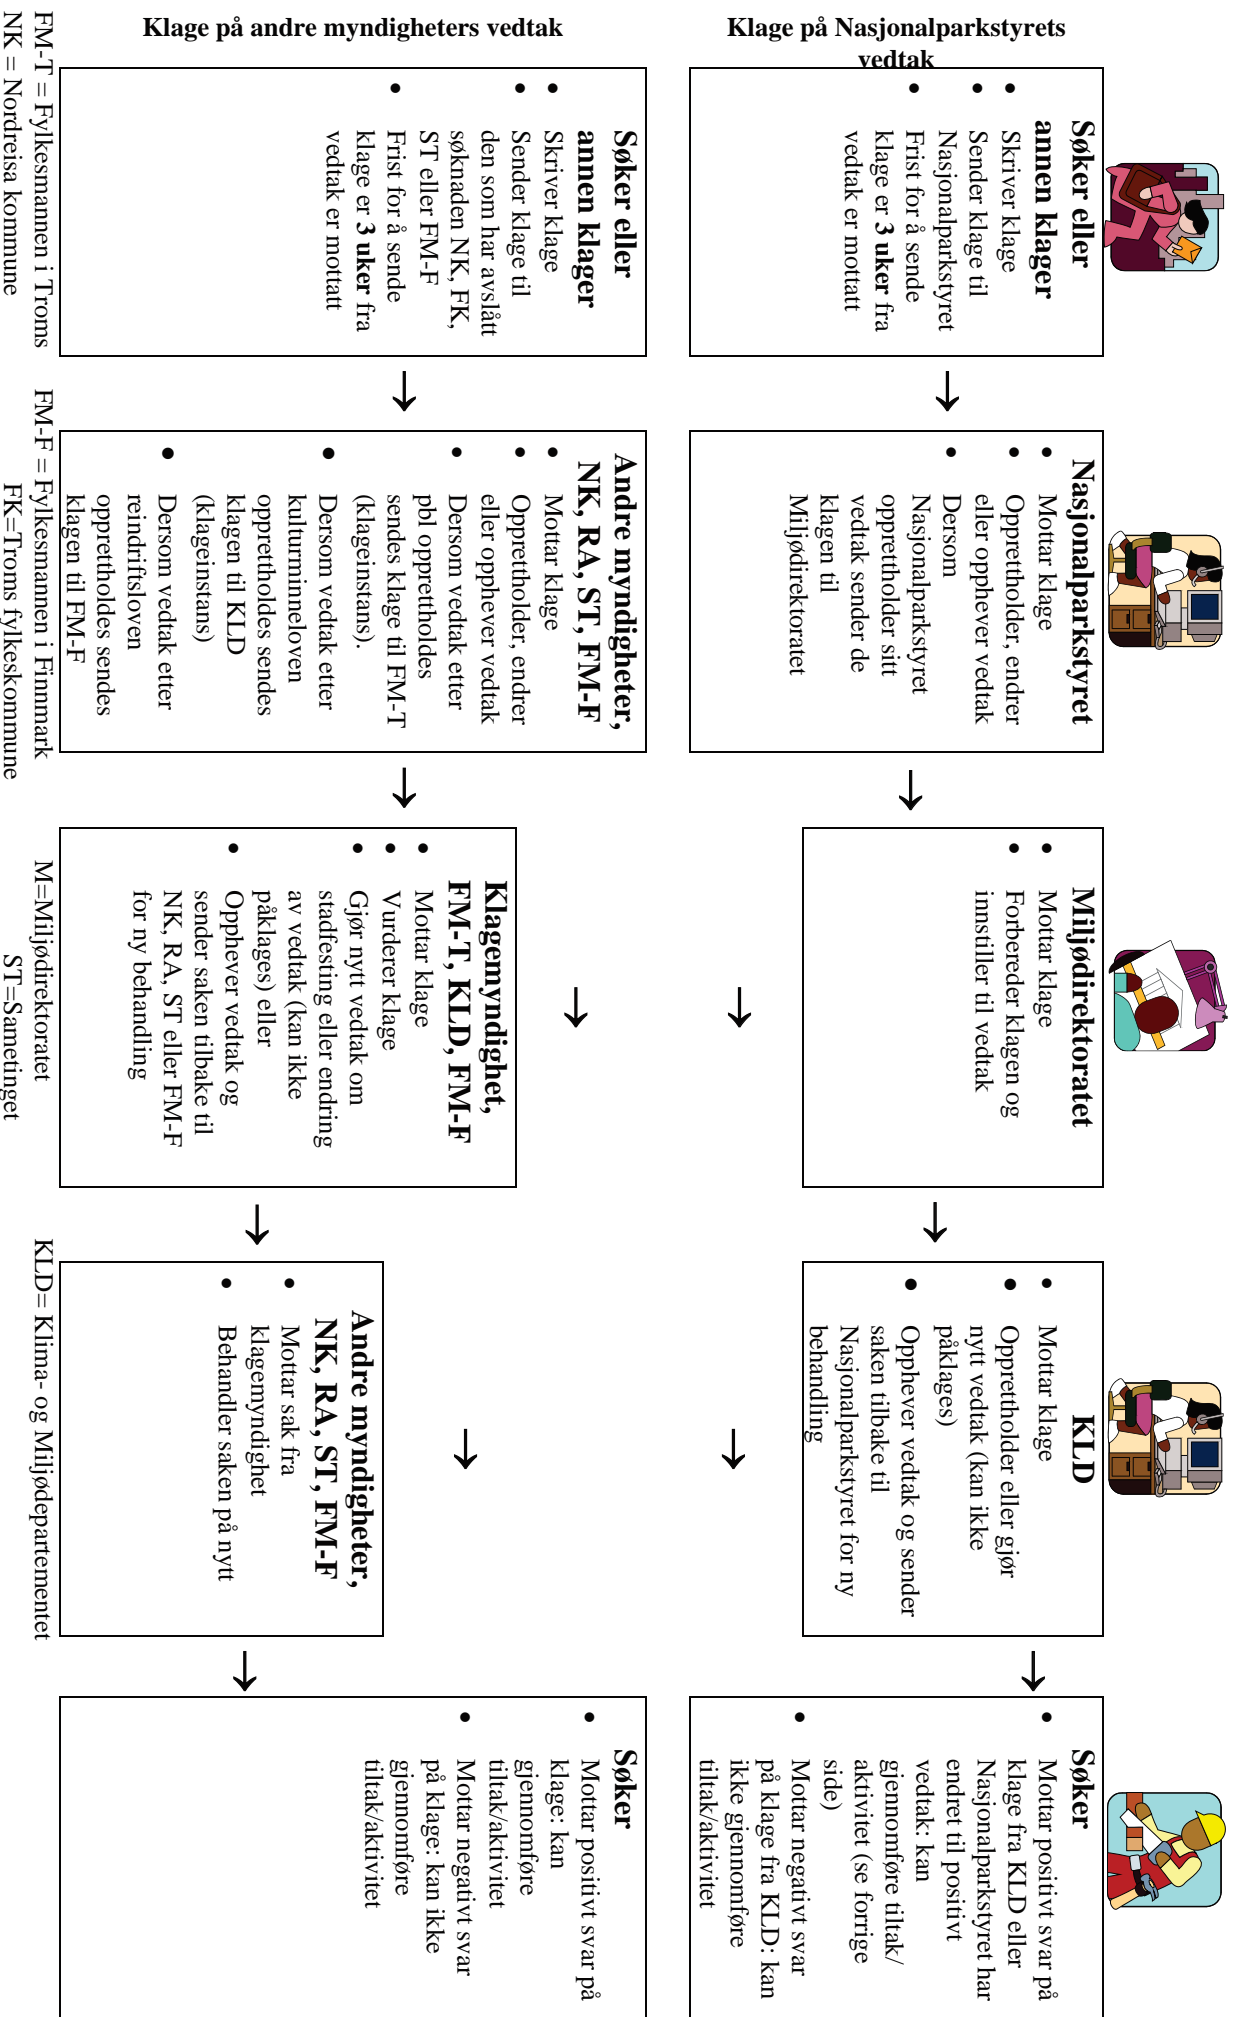 Klage på Nasjonalparkstyrets
vedtak
Søker eller
annen klager
• Skriver klage
• Sender klage til
Nasjonalparkstyret
• Frist for å sende
klage er 3 uker fra
vedtak er mottatt
Nasjonalparkstyret
• Mottar klage
• Opprettholder, endrer
eller opphever vedtak
• Dersom
Nasjonalparkstyret
opprettholder sitt
vedtak sender de
klagen til
Miljødirektoratet
Miljødirektoratet
• Mottar klage
• Forbereder klagen og
innstiller til vedtak
KLD
• Mottar klage
• Opprettholder eller gjør
nytt vedtak (kan ikke
påklages)
• Opphever vedtak og sender
saken tilbake til
Nasjonalparkstyret for ny
behandling
Søker
• Mottar positivt svar på
klage fra KLD eller
Nasjonalparkstyret har
endret til positivt
vedtak: kan
gjennomføre tiltak/
aktivitet (se forrige
side)
• Mottar negativt svar
på klage fra KLD: kan
ikke gjennomføre
tiltak/aktivitet
Klage på andre myndigheters vedtak
Søker eller
annen klager
• Skriver klage
• Sender klage til
den som har avslått
søknaden NK, FK,
ST eller FM-F
• Frist for å sende
klage er 3 uker fra
vedtak er mottatt
Andre myndigheter,
NK, RA, ST, FM-F
• Mottar klage
• Opprettholder, endrer
eller opphever vedtak
• Dersom vedtak etter
pbl opprettholdes
sendes klage til FM-T
(klageinstans).
• Dersom vedtak etter
kulturminneloven
opprettholdes sendes
klagen til KLD
(klageinstans)
• Dersom vedtak etter
reindriftsloven
opprettholdes sendes
klagen til FM-F
Klagemyndighet,
FM-T, KLD, FM-F
• Mottar klage
• Vurderer klage
• Gjør nytt vedtak om
stadfesting eller endring
av vedtak (kan ikke
påklages) eller
• Opphever vedtak og
sender saken tilbake til
NK, RA, ST eller FM-F
for ny behandling
Andre myndigheter,
NK, RA, ST, FM-F
• Mottar sak fra
klagemyndighet
• Behandler saken på nytt
Søker
• Mottar positivt svar på
klage: kan
gjennomføre
tiltak/aktivitet
• Mottar negativt svar
på klage: kan ikke
gjennomføre
tiltak/aktivitet
FM-T = Fylkesmannen i Troms FM-F = Fylkesmannen i Finnmark M=Miljødirektoratet KLD= Klima- og Miljødepartementet
NK = Nordreisa kommune FK=Troms fylkeskommune ST=Sametinget